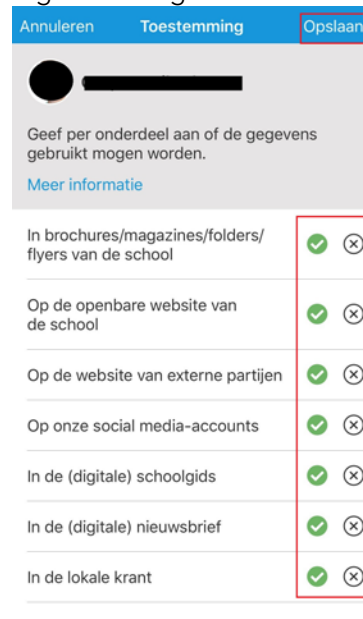 Annuleren Toestemming Opslaan
Geef per onderdeel aan of de gegevens
gebruikt mogen worden.
Meer informatie
In brochures/magazines/folders/
flyers van de school
Op de openbare website van
de school
Op de website van externe partijen
Op onze social media-accounts
In de (digitale) schoolgids
In de (digitale) nieuwsbrief
In de lokale krant